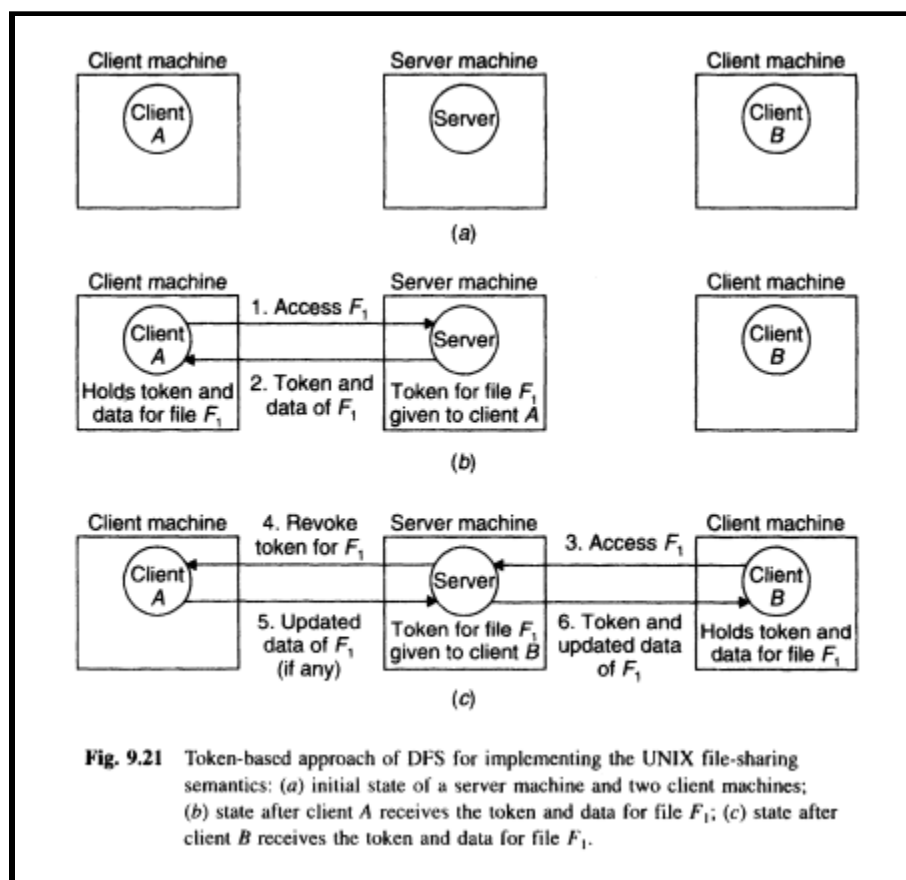 Client machine Server machine Client machine
Client A Server Client B
(a)
Client machine Server machine Client machine
1. Access F1
Client A Server Client B
2. Token and data of F1
Holds token and data for file F1
Token for file F1 given to client A
(b)
Client machine Server machine Client machine
4. Revoke token for F1
3. Access F1
Client A Server Client B
5. Updated data of F1 (if any)
Token for file F1 given to client B
6. Token and updated data of F1
Holds token and data for file F1
(c)
Fig. 9.21 Token-based approach of DFS for implementing the UNIX file-sharing
semantics: (a) initial state of a server machine and two client machines;
(b) state after client A receives the token and data for file F1; (c) state after
client B receives the token and data for file F1.